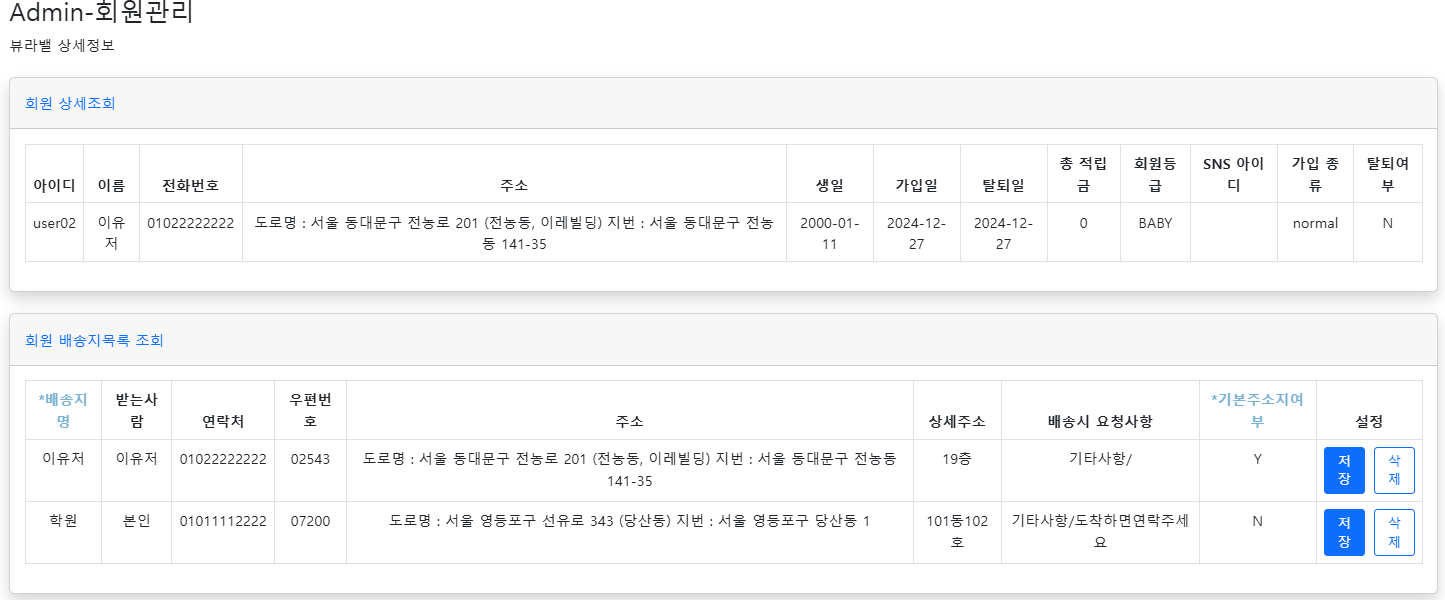 Admin-회원관리
뷰라밸 상세정보
회원 상세조회
아이디 이름 전화번호 주소 생일 가입일 탈퇴일 총 적립금 회원등급 SNS 아이디 가입 종류 탈퇴여부
user02 이유저 01022222222 도로명 : 서울 동대문구 전농로 201 (전농동, 이레빌딩) 지번 : 서울 동대문구 전농동 141-35 2000-01-11 2024-12-27 2024-12-27 0 BABY normal N
회원 배송지목록 조회
*배송지명 받는사람 연락처 우편번호 주소 상세주소 배송시 요청사항 *기본주소지여부 설정
이유저 이유저 01022222222 02543 도로명 : 서울 동대문구 전농로 201 (전농동, 이레빌딩) 지번 : 서울 동대문구 전농동 141-35 19층 기타사항/ Y 저장 삭제
학원 본인 01011112222 07200 도로명 : 서울 영등포구 선유로 343 (당산동) 지번 : 서울 영등포구 당산동 1 101동102호 기타사항/도착하면연락주세요 N 저장 삭제